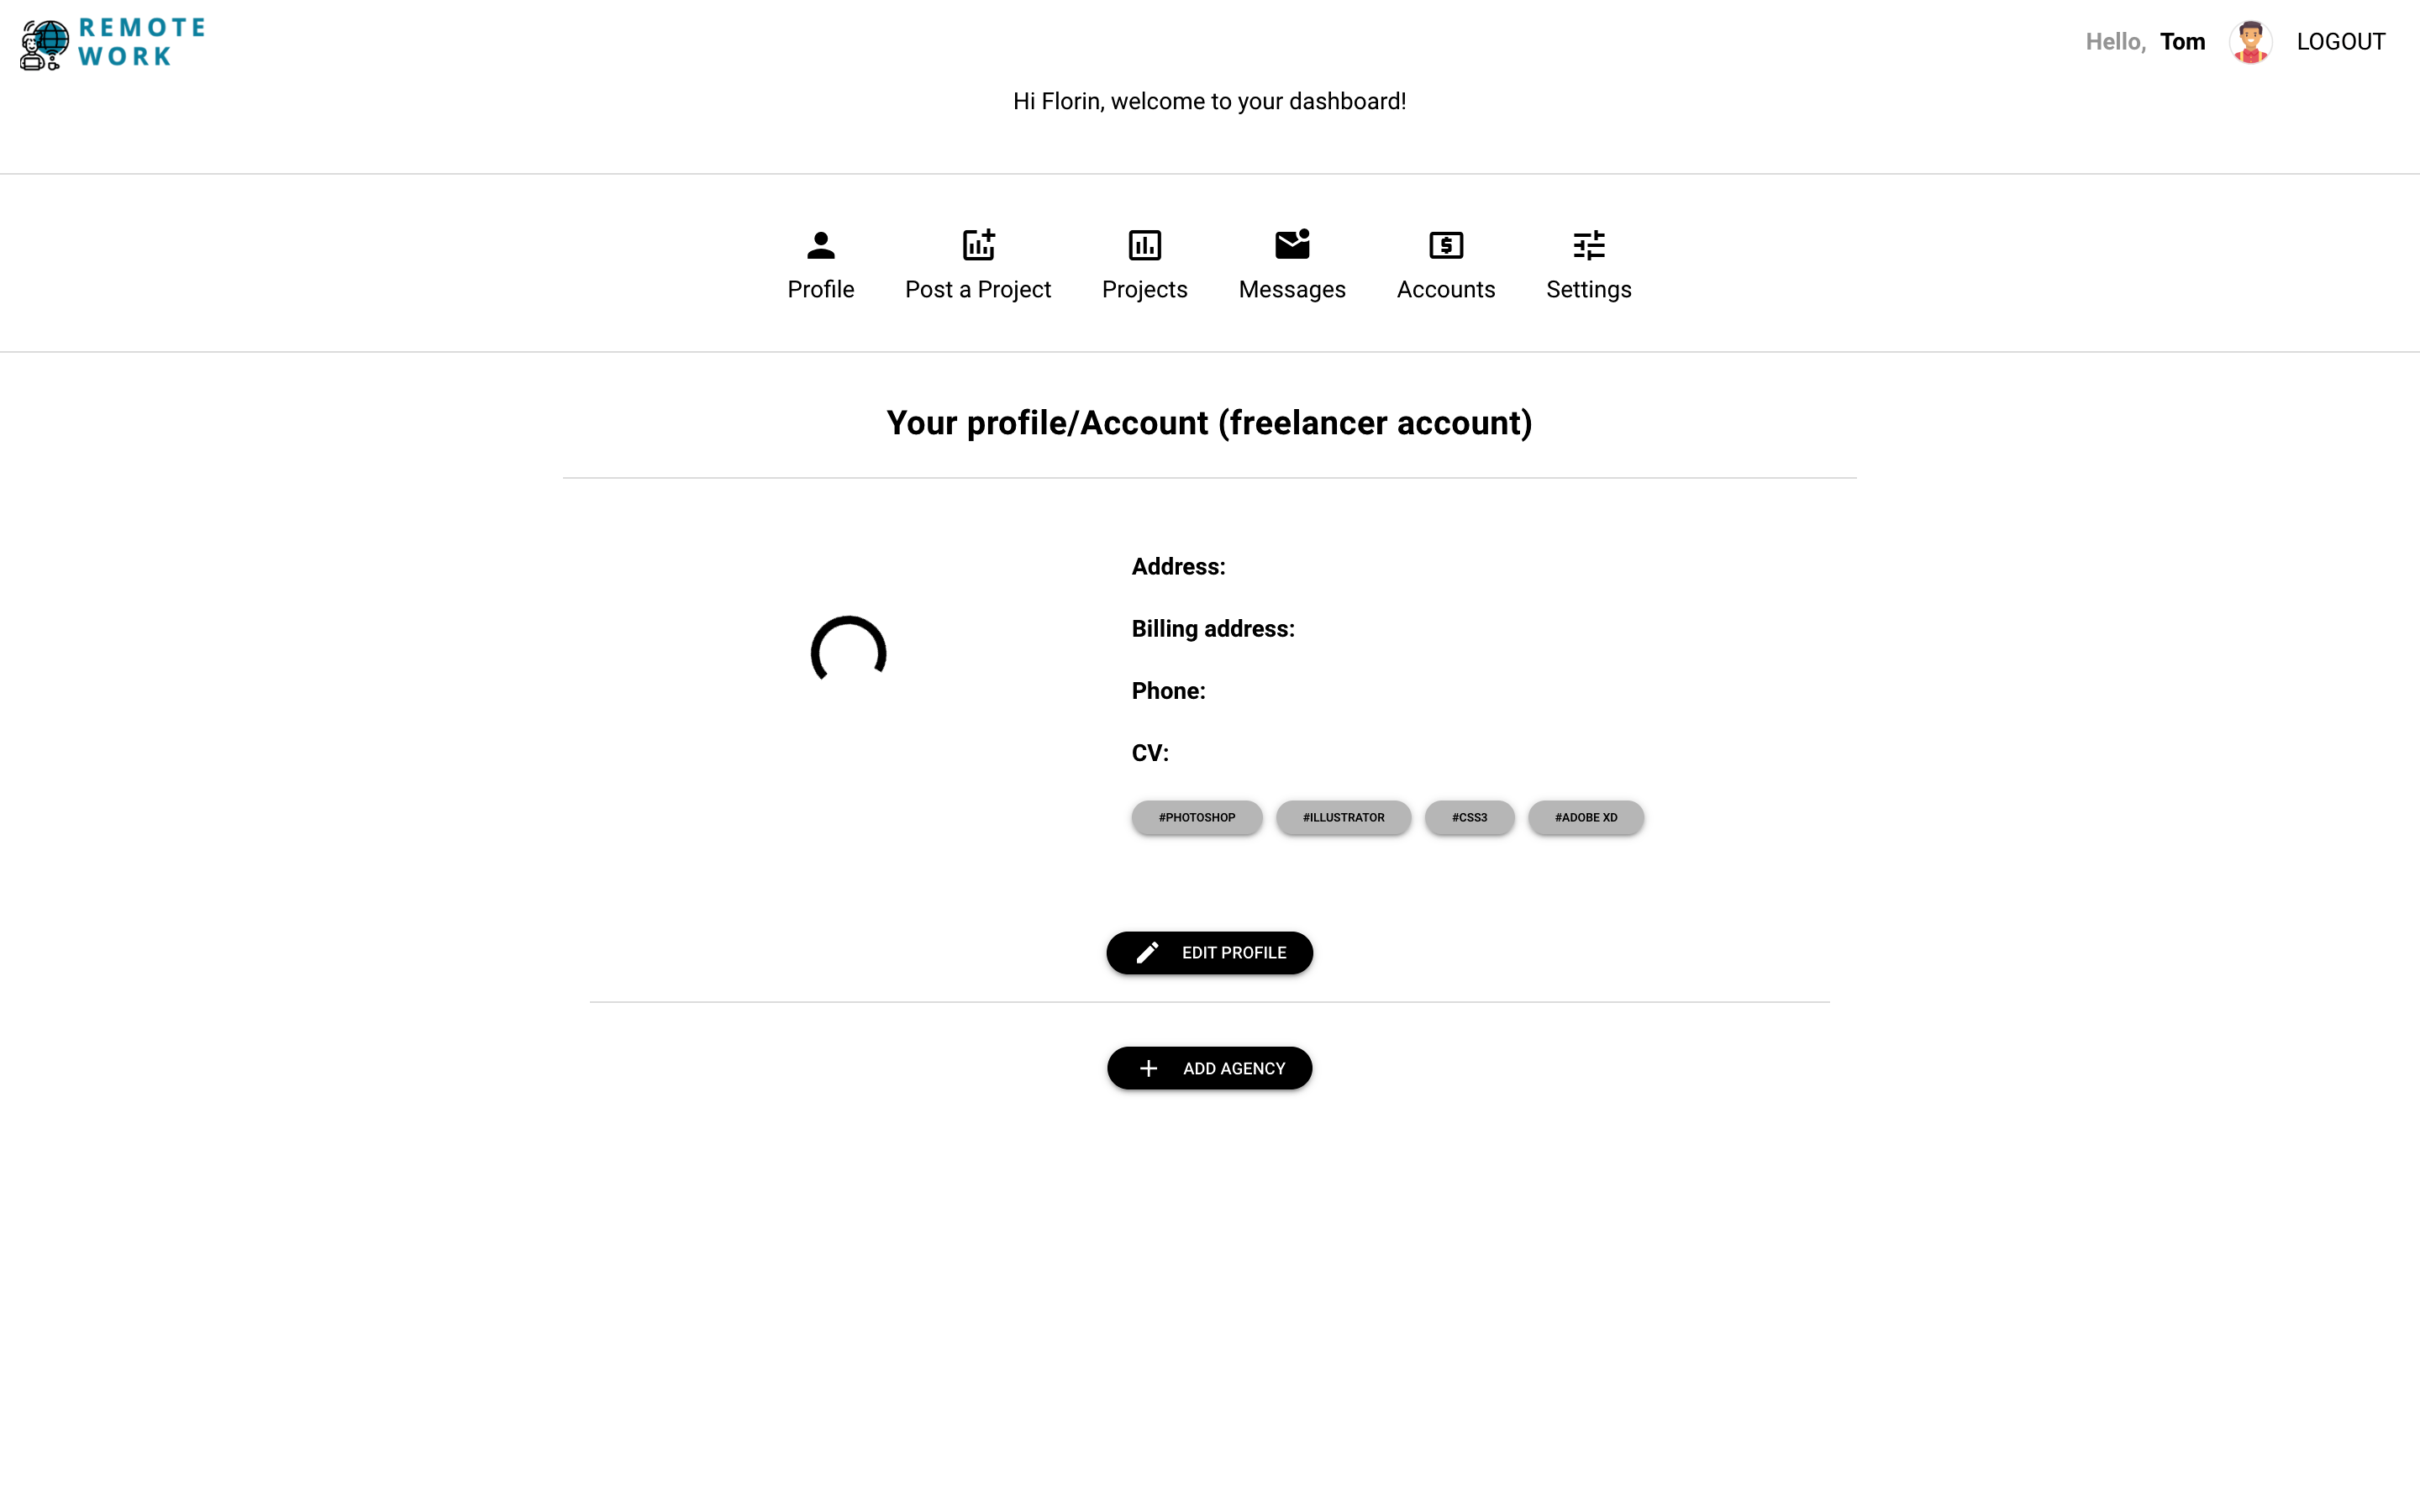 REMOTE
WORK
Hello, Tom LOGOUT
Hi Florin, welcome to your dashboard!
Profile Post a Project Projects Messages Accounts Settings
Your profile/Account (freelancer account)
Address:
Billing address:
Phone:
CV:
#PHOTOSHOP #ILLUSTRATOR #CSS3 #ADOBE XD
EDIT PROFILE
ADD AGENCY